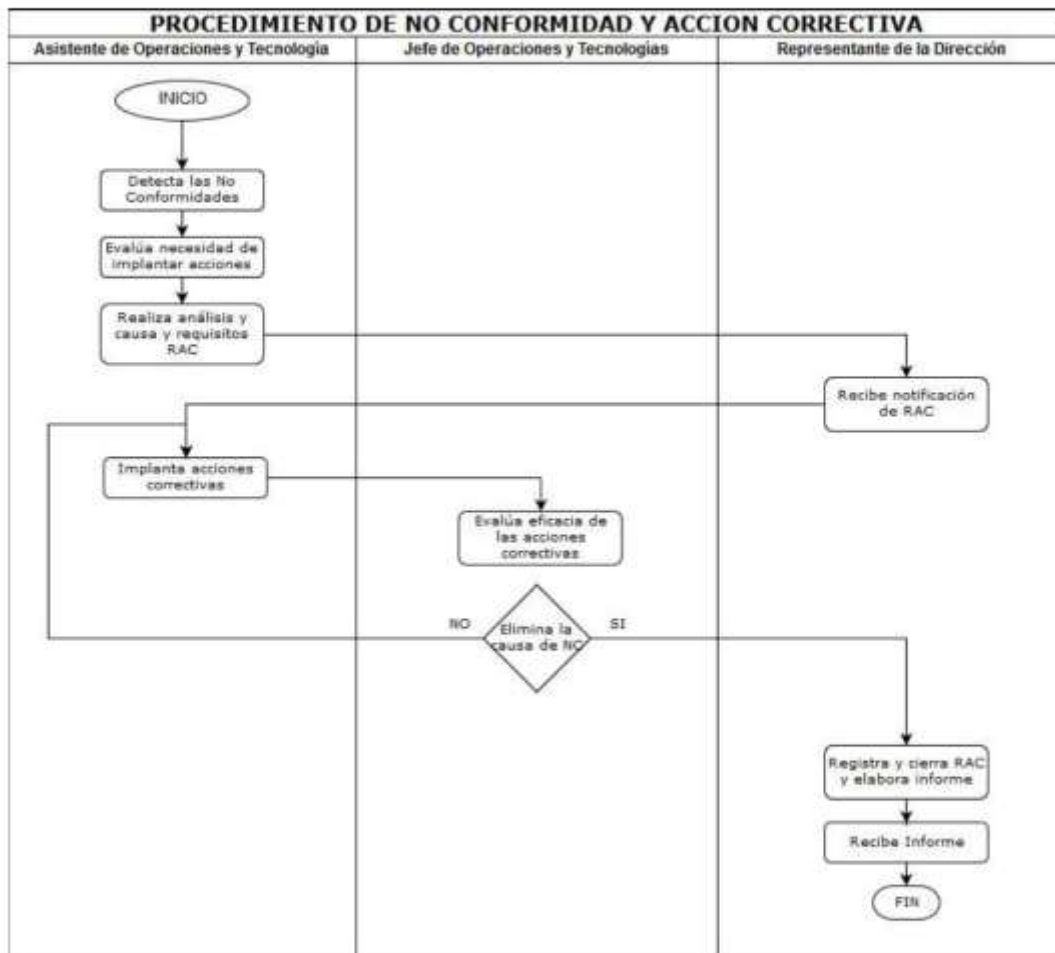 PROCEDIMIENTO DE NO CONFORMIDAD Y ACCION CORRECTIVA
Asistente de Operaciones y Tecnología
Jefe de Operaciones y Tecnologías
Representante de la Dirección
INICIO
Detecta las No
Conformidades
Evalúa necesidad de
implantar acciones
Realiza análisis y
causa y requisitos
RAC
Recibe notificación
de RAC
Implanta acciones
correctivas
Evalúa eficacia de
las acciones
correctivas
NO
Elimina la
causa de NC
SI
Registra y cierra RAC
y elabora informe
Recibe Informe
FIN